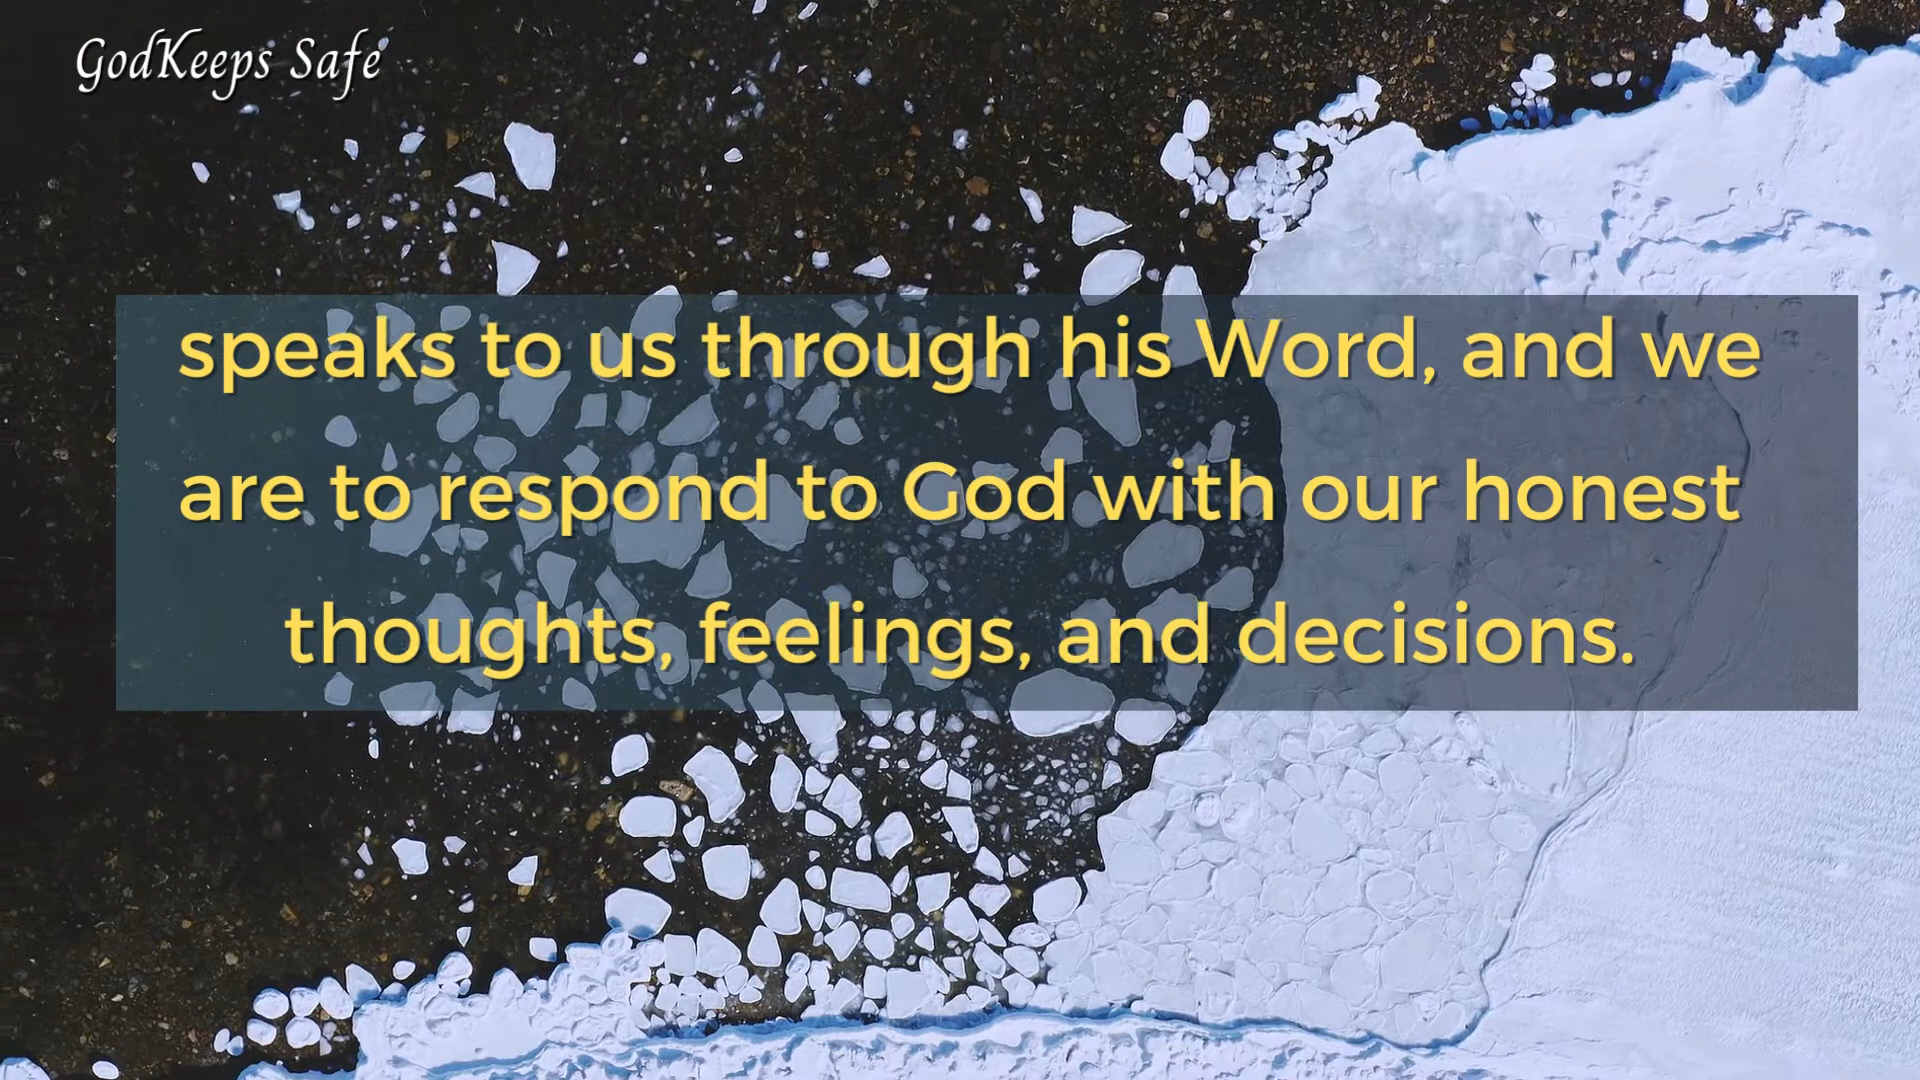 GodKeeps Safe
speaks to us through his Word, and we
are to respond to God with our honest
thoughts, feelings, and decisions.